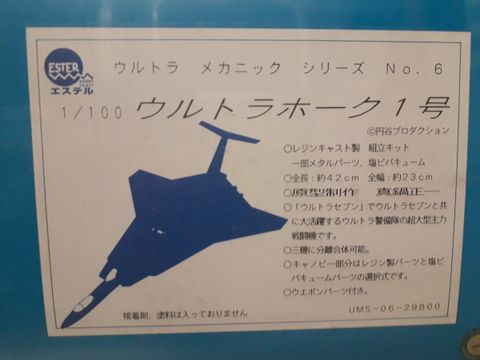 ESTER
エステル
ウルトラ メカニック シリーズ No.6
1/100 ウルトラホーク1号
©円谷プロダクション
○レジンキャスト製 組立キット
一部メタルパーツ、塩ビバキューム
○全長:約42cm 全幅:約23cm
○原型制作 真鍋正一
○「ウルトラセブン」でウルトラセブンと共
に大活躍するウルトラ警備隊の超大型主力
戦闘機です。
○三機に分離合体可能。
○キャノピー部分はレジン製パーツと塩ビ
バキュームパーツの選択式です。
○ウエポンパーツ付き。
接着剤、塗料は入っておりません
UMS-06-29800